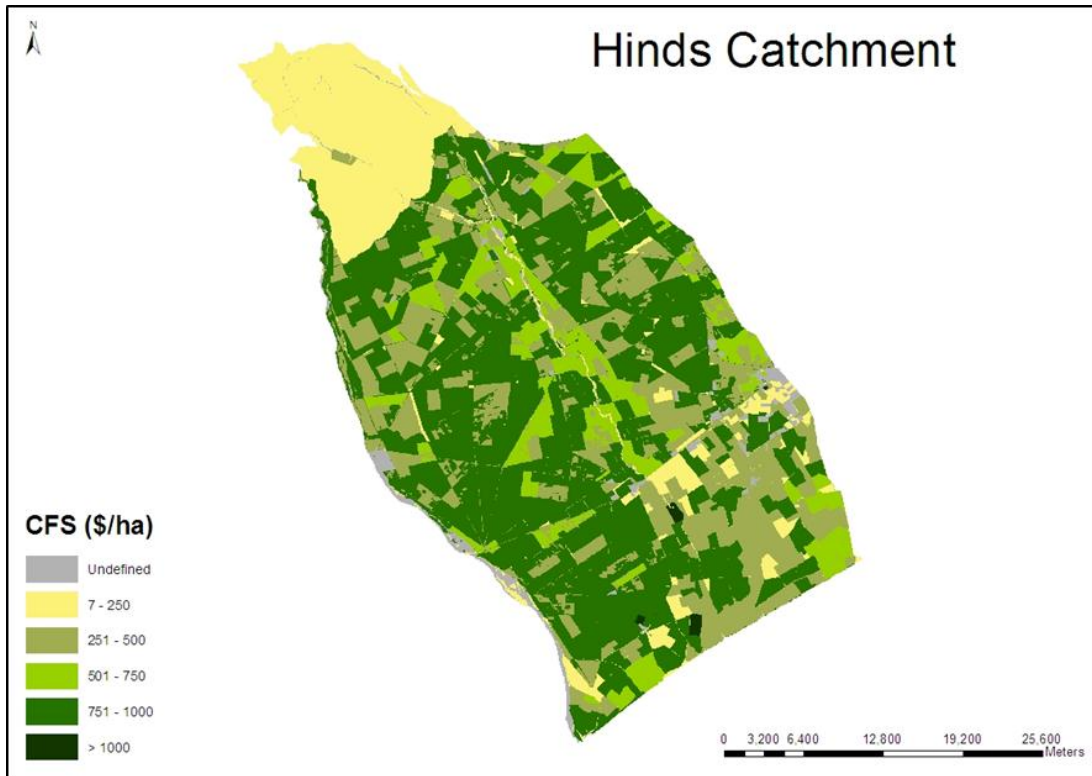 N
Hinds Catchment
CFS ($/ha)
Undefined
7 - 250
251 - 500
501 - 750
751 - 1000
> 1000
0 3,200 6,400 12,800 19,200 25,600
Meters